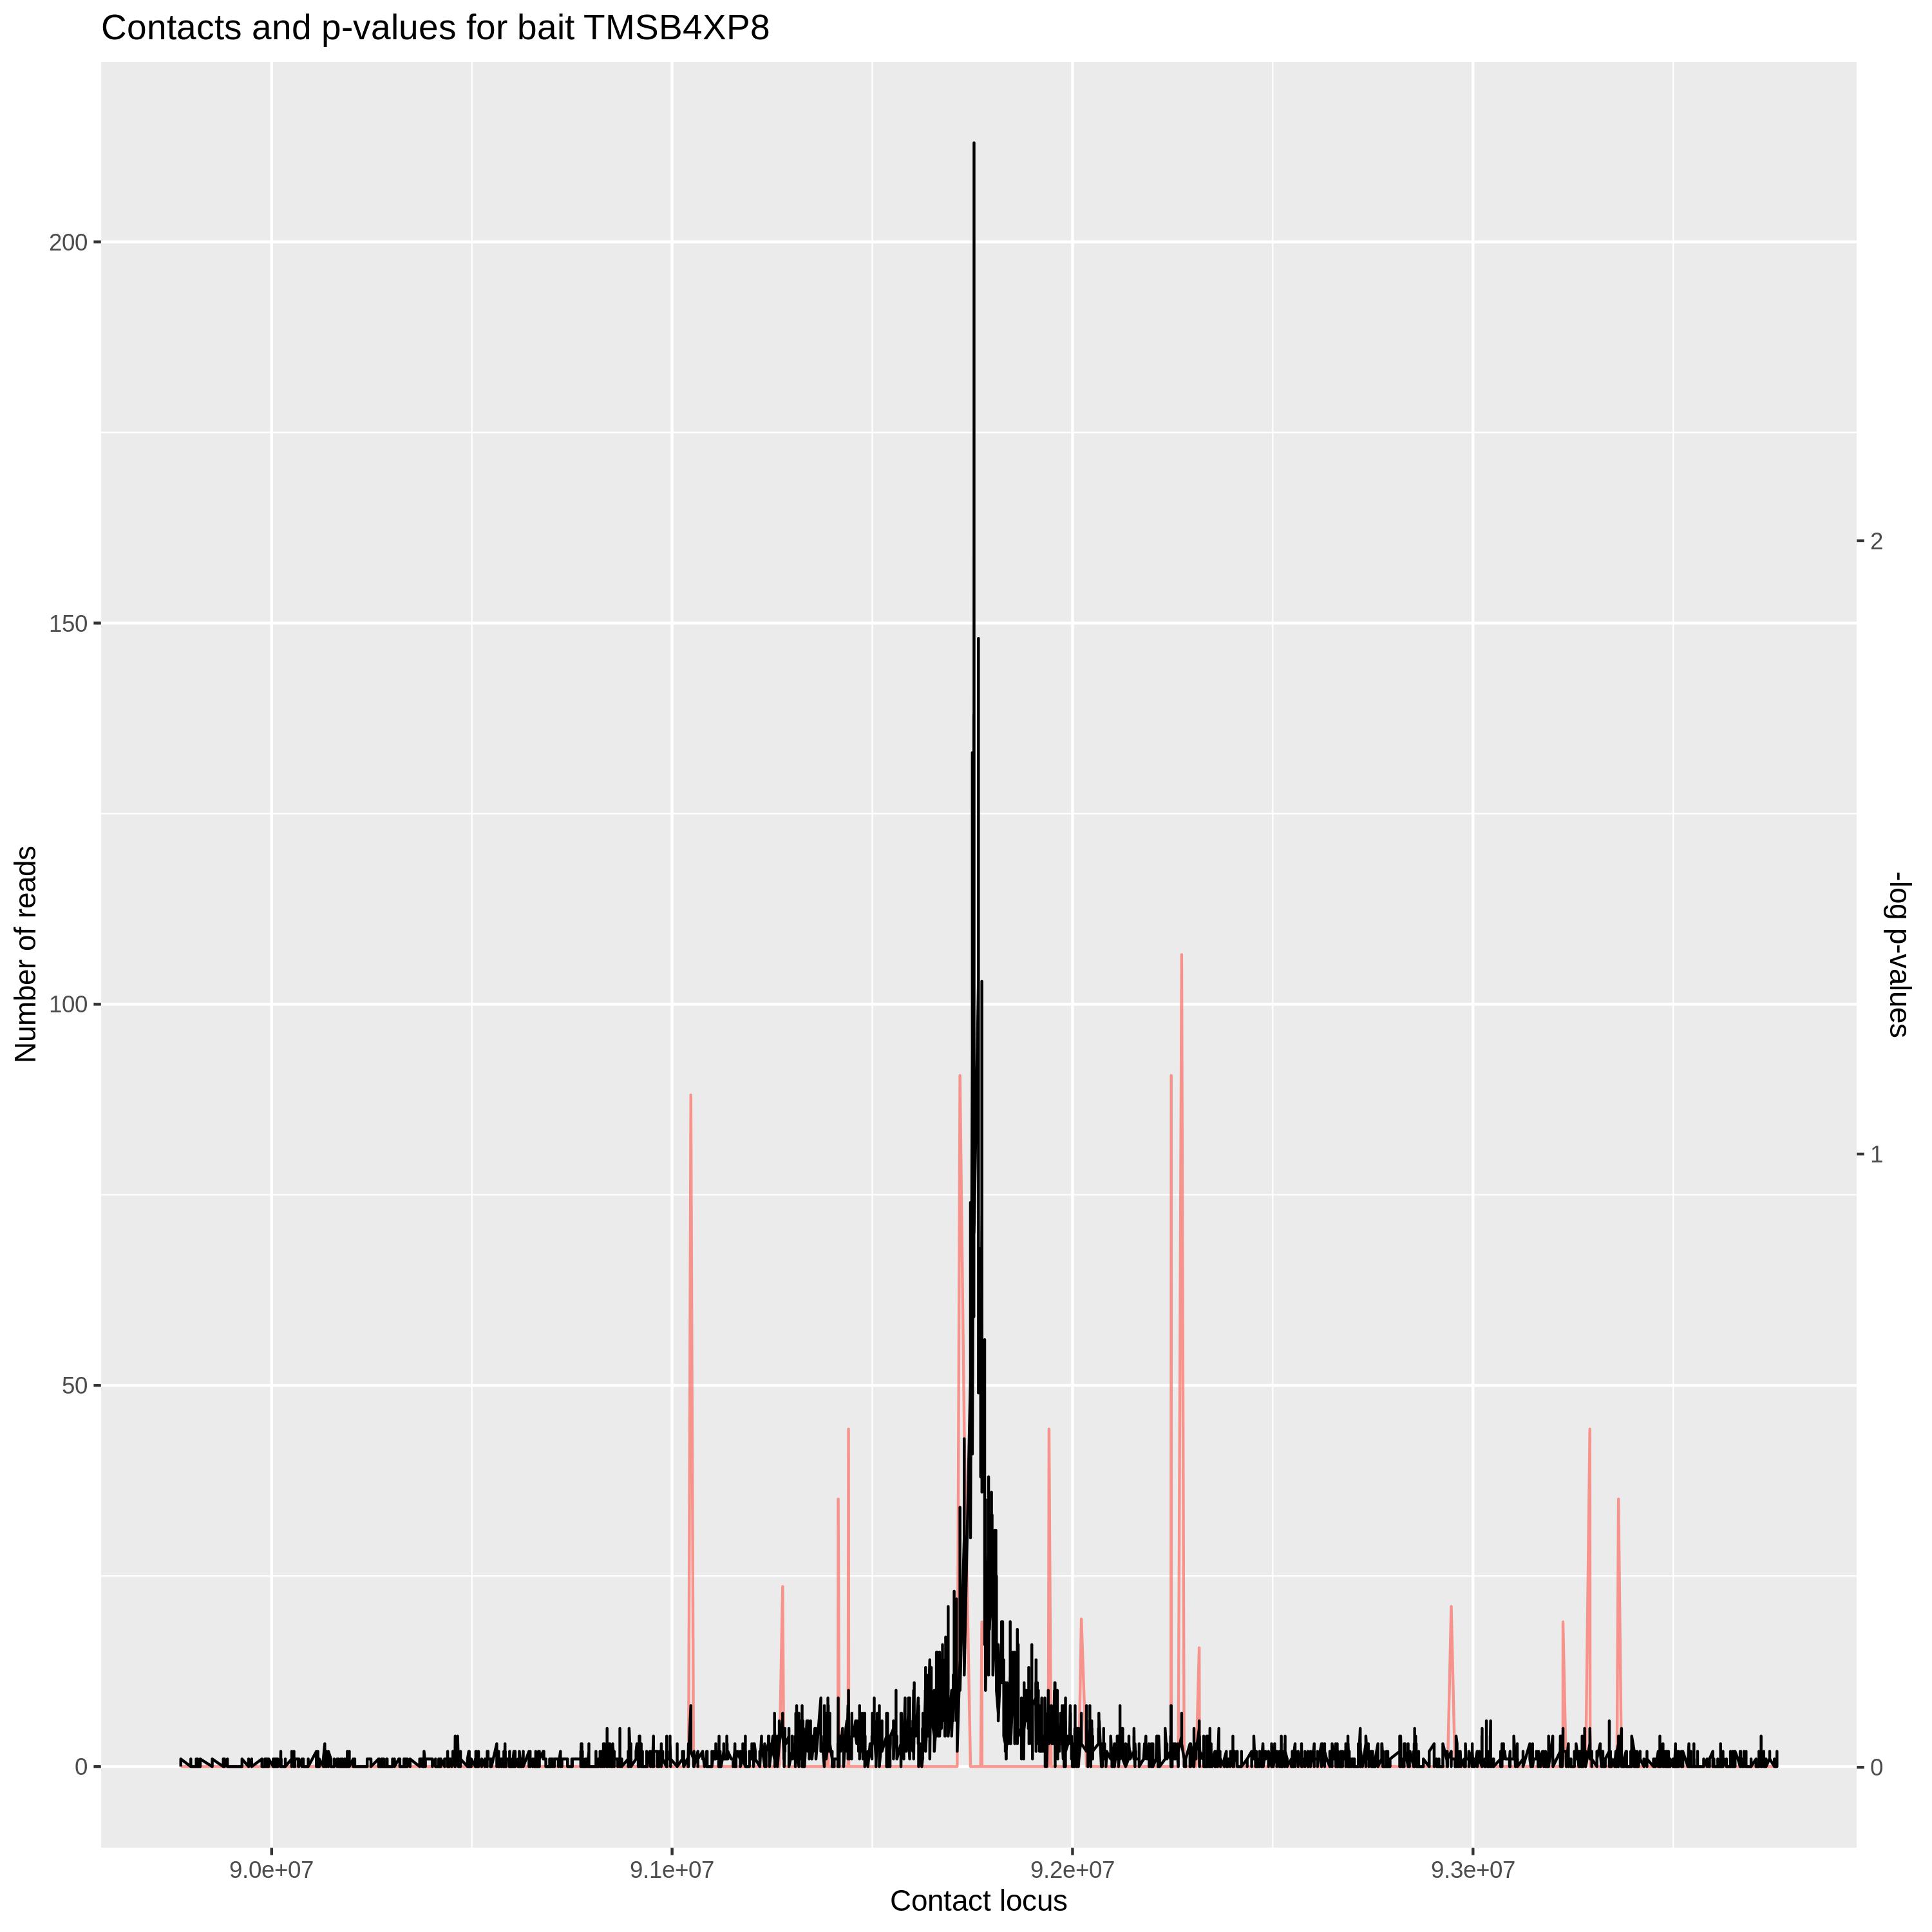 Contacts and p-values for bait TMSB4XP8
200
150
100
50
0
Number of reads
2
1
0
-log p-values
9.0e+07
9.1e+07
9.2e+07
9.3e+07
Contact locus